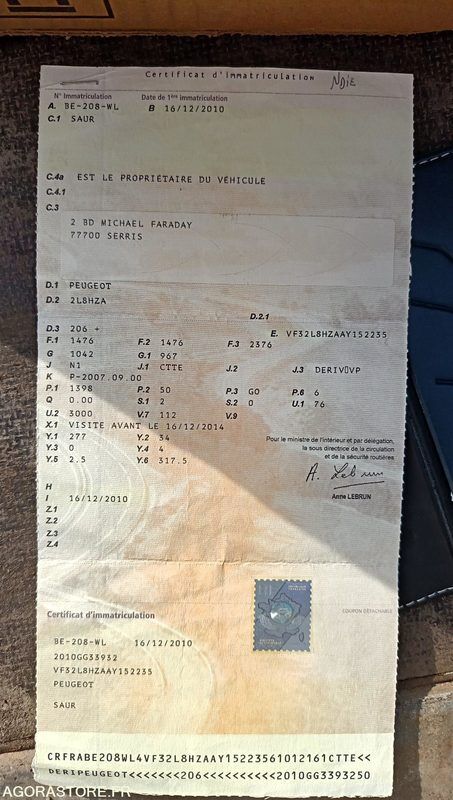 Certificat d'immatriculation NDiE
N° Immatriculation Date de 1ère immatriculation
A. BE-208-WL B 16/12/2010
C.1 SAUR
C.4a EST LE PROPRIÉTAIRE DU VÉHICULE
C.4.1
C.3
2 BD MICHAEL FARADAY
77700 SERRIS
D.1 PEUGEOT
D.2 2L8HZA
D.2.1
D.3 206 + E. VF32L8HZAAY152235
F.1 1476 F.2 1476 F.3 2376
G 1042 G.1 967
J N1 J.1 CTTE J.2 J.3 DERIV◊VP
K P-2007.09.00
P.1 1398 P.2 50 P.3 GO P.6 6
Q 0.00 S.1 2 S.2 0 U.1 76
U.2 3000 V.7 112 V.9
X.1 VISITE AVANT LE 16/12/2014
Y.1 277 Y.2 34
Y.3 0 Y.4 4
Y.5 2.5 Y.6 317.5
Pour le ministre de l'intérieur et par délégation,
la sous directrice de la circulation
et de la sécurité routières
A. Lebrun
Anne LEBRUN
H
I 16/12/2010
Z.1
Z.2
Z.3
Z.4
Certificat d'immatriculation COUPON DÉTACHABLE
BE-208-WL 16/12/2010
2010GG33932
VF32L8HZAAY152235
PEUGEOT
SAUR
CRFRABE208WL4VF32L8HZAAY15223561012161CTTE<<
DERIPEUGEOT<<<<<<<206<<<<<<<<<<2010GG3393250
AGORASTORE.FR